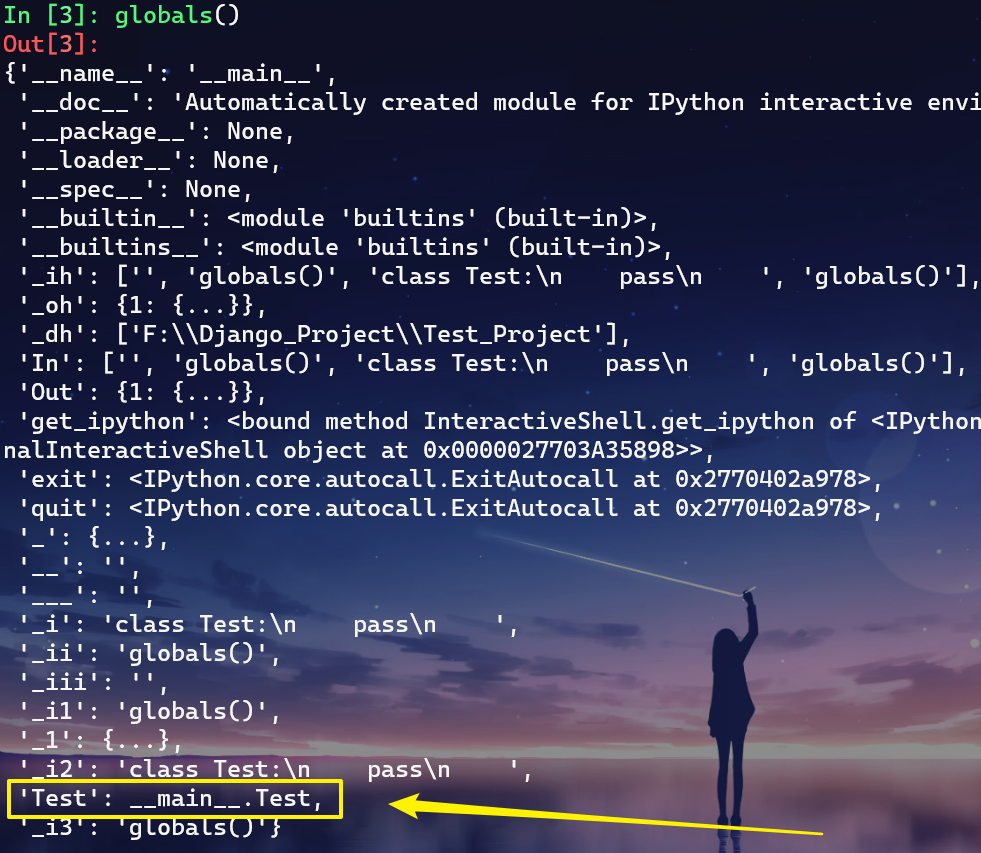 In [3]: globals()
Out[3]:
{'__name__': '__main__',
 '__doc__': 'Automatically created module for IPython interactive envi
 '__package__': None,
 '__loader__': None,
 '__spec__': None,
 '__builtin__': <module 'builtins' (built-in)>,
 '__builtins__': <module 'builtins' (built-in)>,
 '_ih': ['', 'globals()', 'class Test:\n    pass\n    ', 'globals()'],
 '_oh': {1: {...}},
 '_dh': ['F:\\Django_Project\\Test_Project'],
 'In': ['', 'globals()', 'class Test:\n    pass\n    ', 'globals()'],
 'Out': {1: {...}},
 'get_ipython': <bound method InteractiveShell.get_ipython of <IPython
nalInteractiveShell object at 0x0000027703A35898>>,
 'exit': <IPython.core.autocall.ExitAutocall at 0x2770402a978>,
 'quit': <IPython.core.autocall.ExitAutocall at 0x2770402a978>,
 '_': {...},
 '__': '',
 '___': '',
 '_i': 'class Test:\n    pass\n    ',
 '_ii': 'globals()',
 '_iii': '',
 '_i1': 'globals()',
 '_1': {...},
 '_i2': 'class Test:\n    pass\n    ',
 'Test': __main__.Test,
 '_i3': 'globals()'}